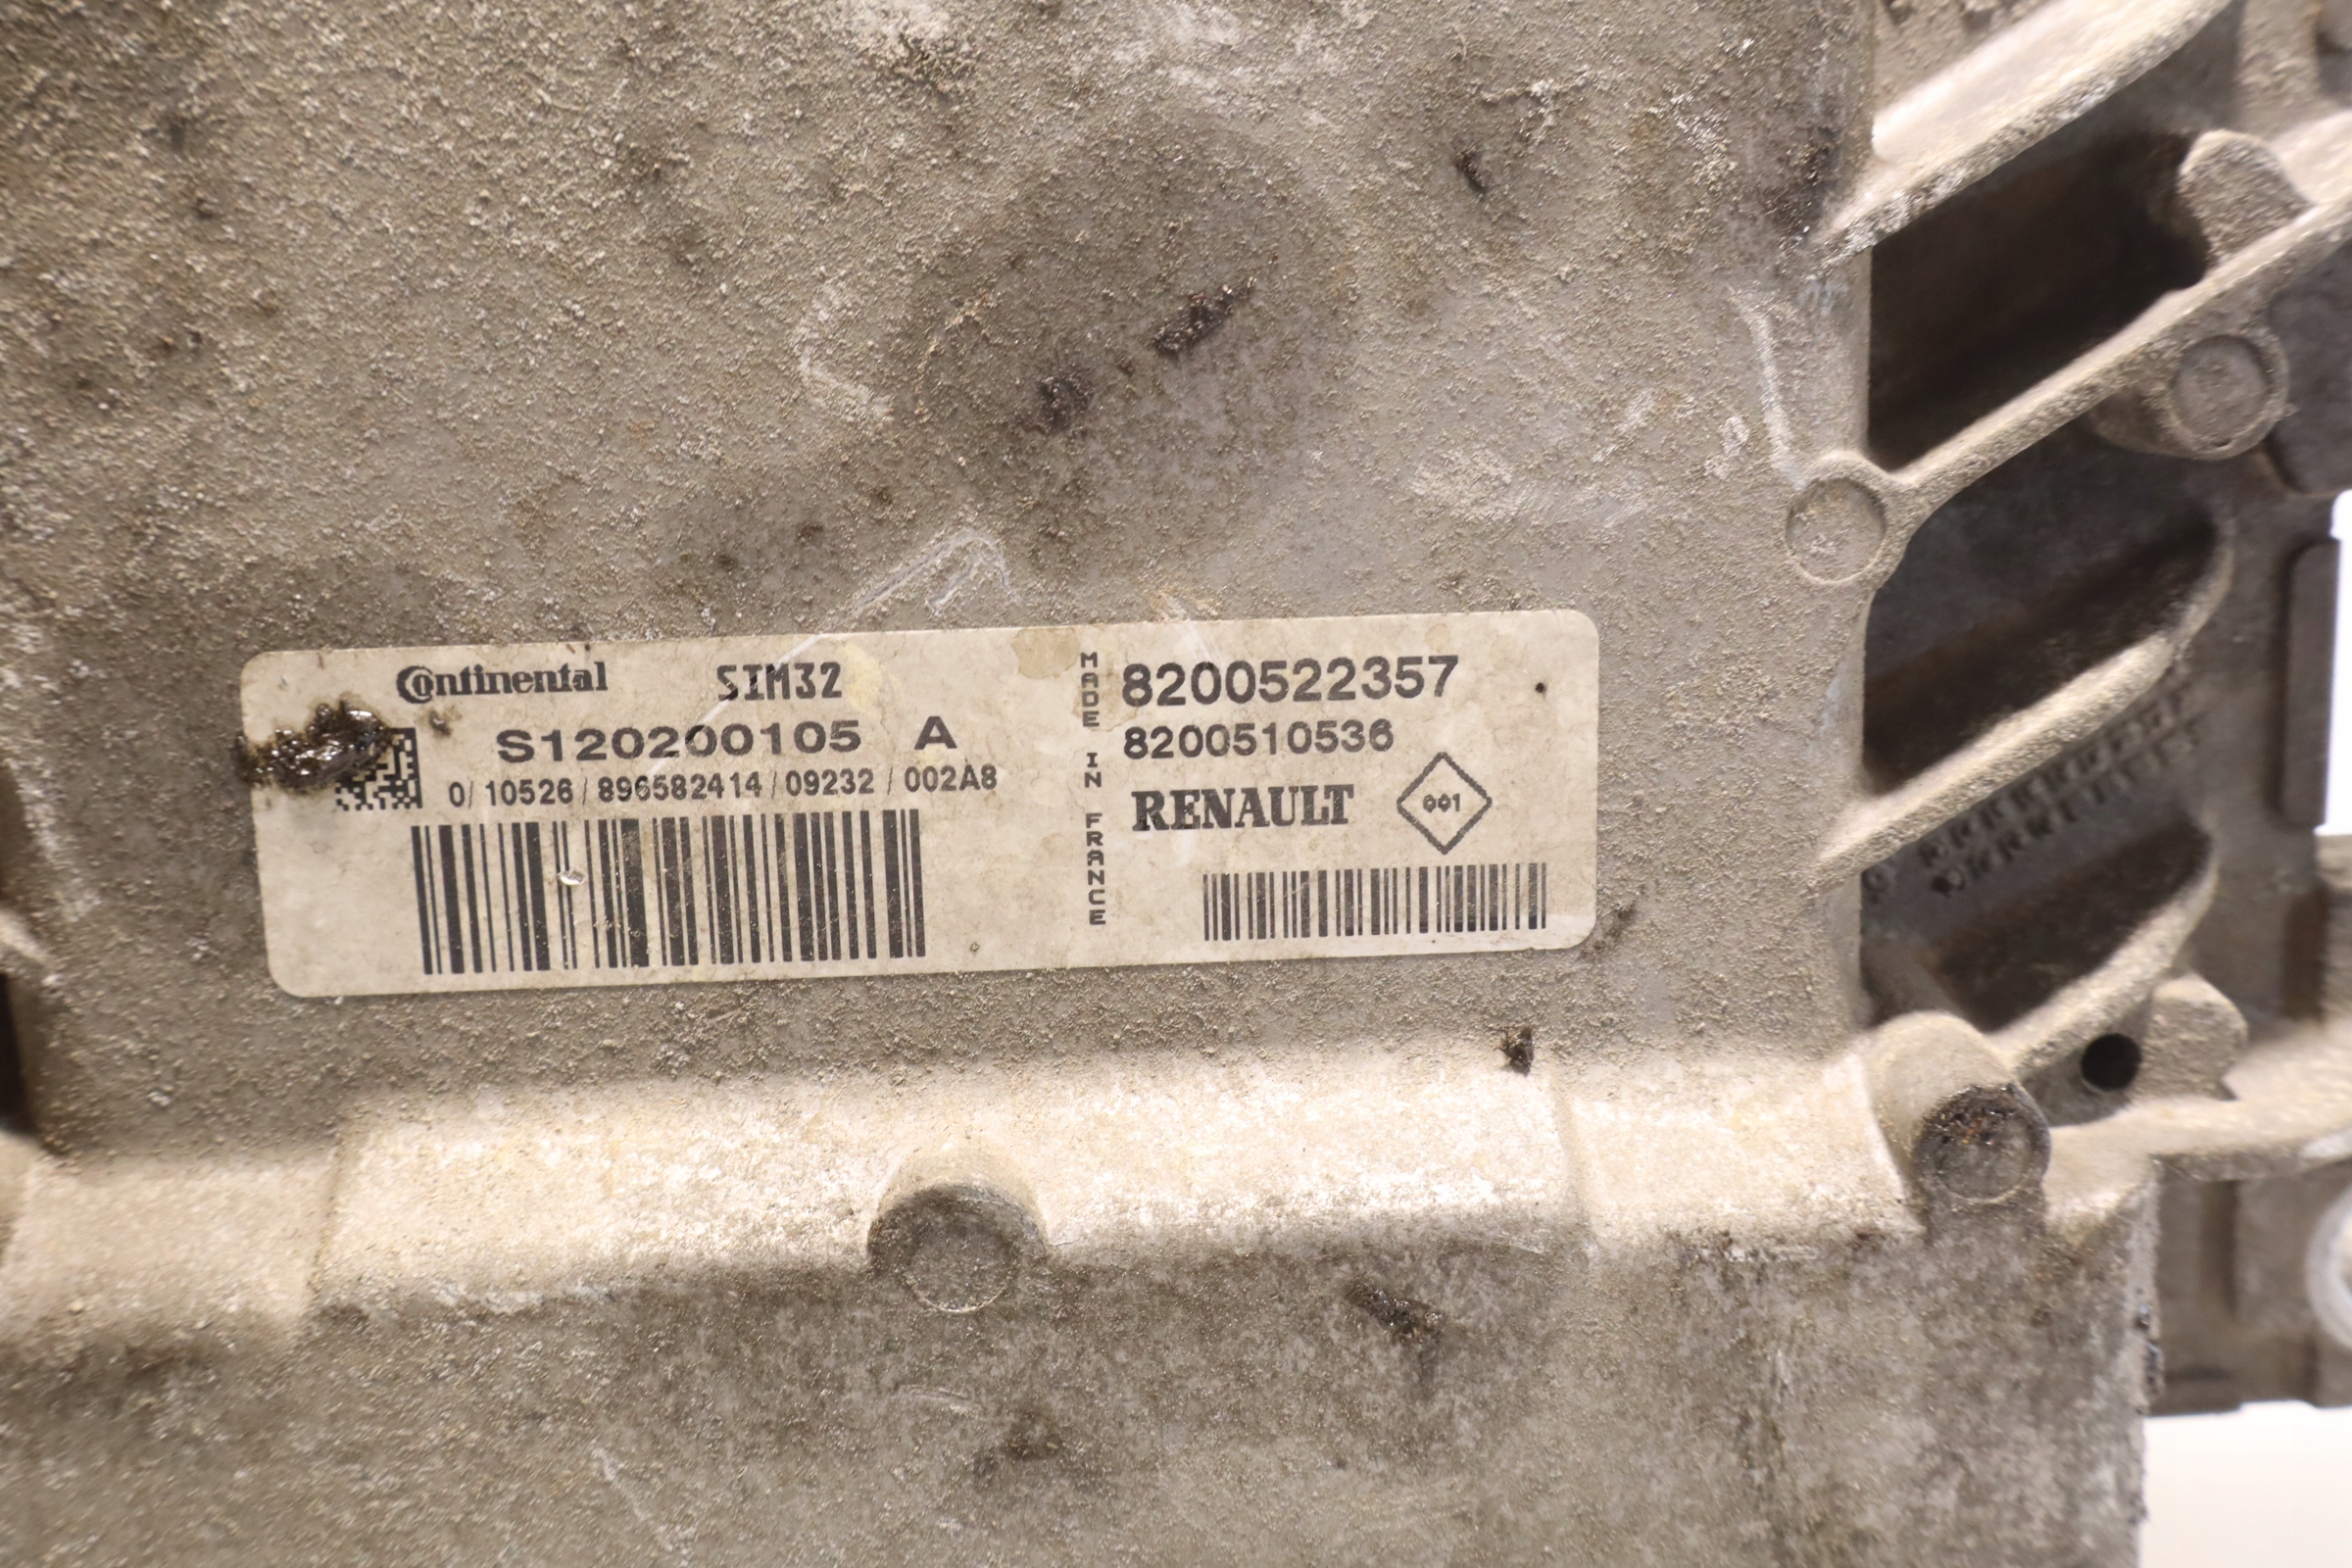 Continental SIM32
S120200105 A
0/10526/896582414/09232/002A8
MADE IN FRANCE
8200522357
8200510536
RENAULT 001